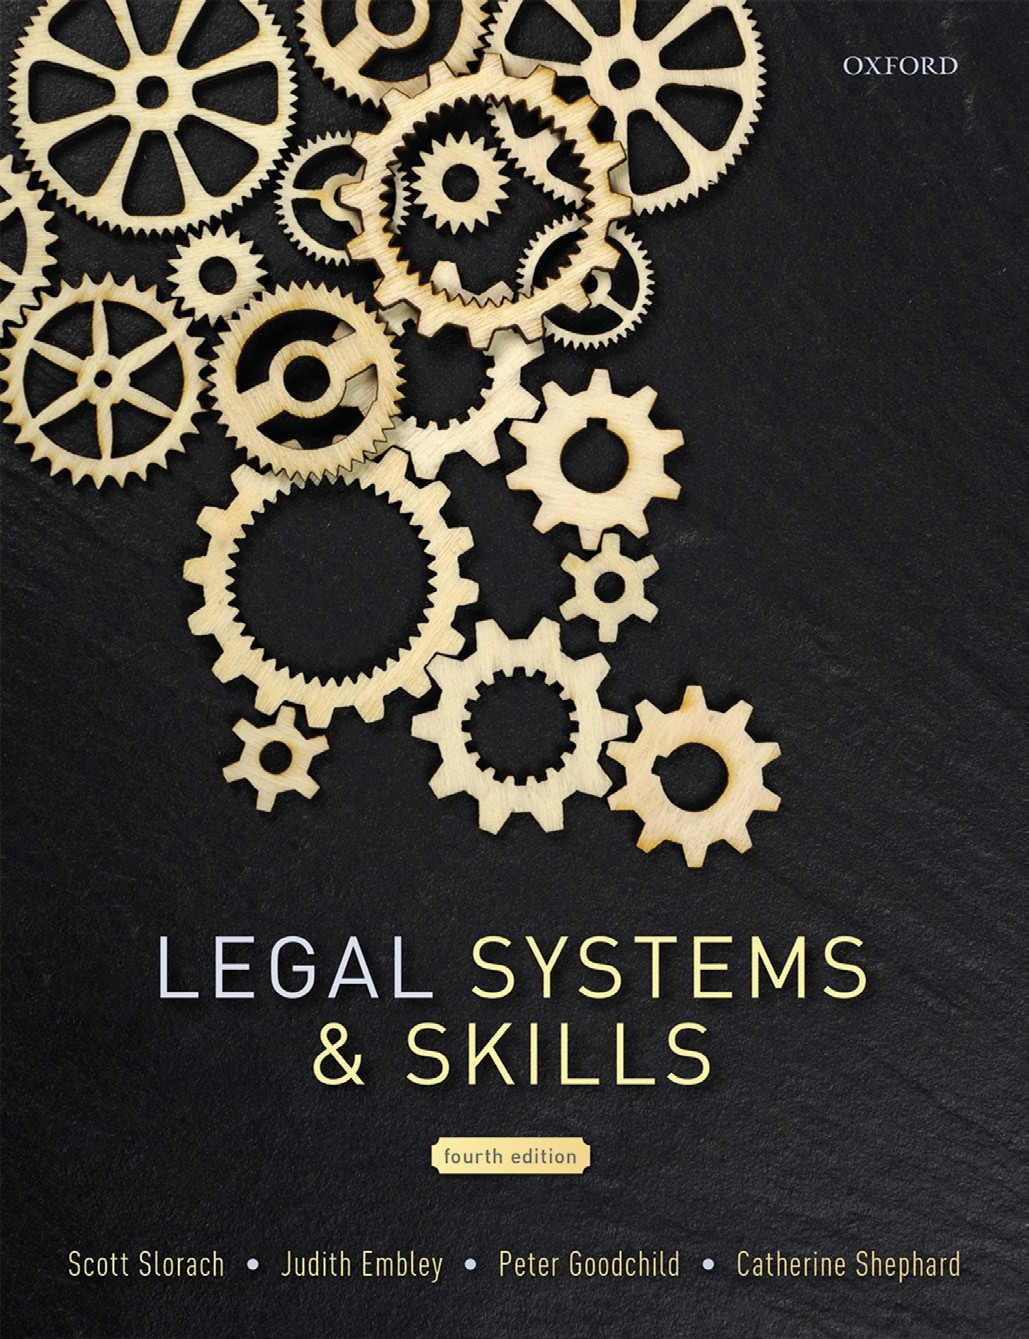 OXFORD
LEGAL SYSTEMS
& SKILLS
fourth edition
Scott Slorach • Judith Embley • Peter Goodchild • Catherine Shephard